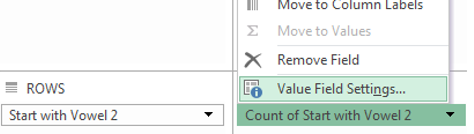 Move to Column Labels
Move to Values
Remove Field
Value Field Settings...
ROWS
Start with Vowel 2
Count of Start with Vowel 2